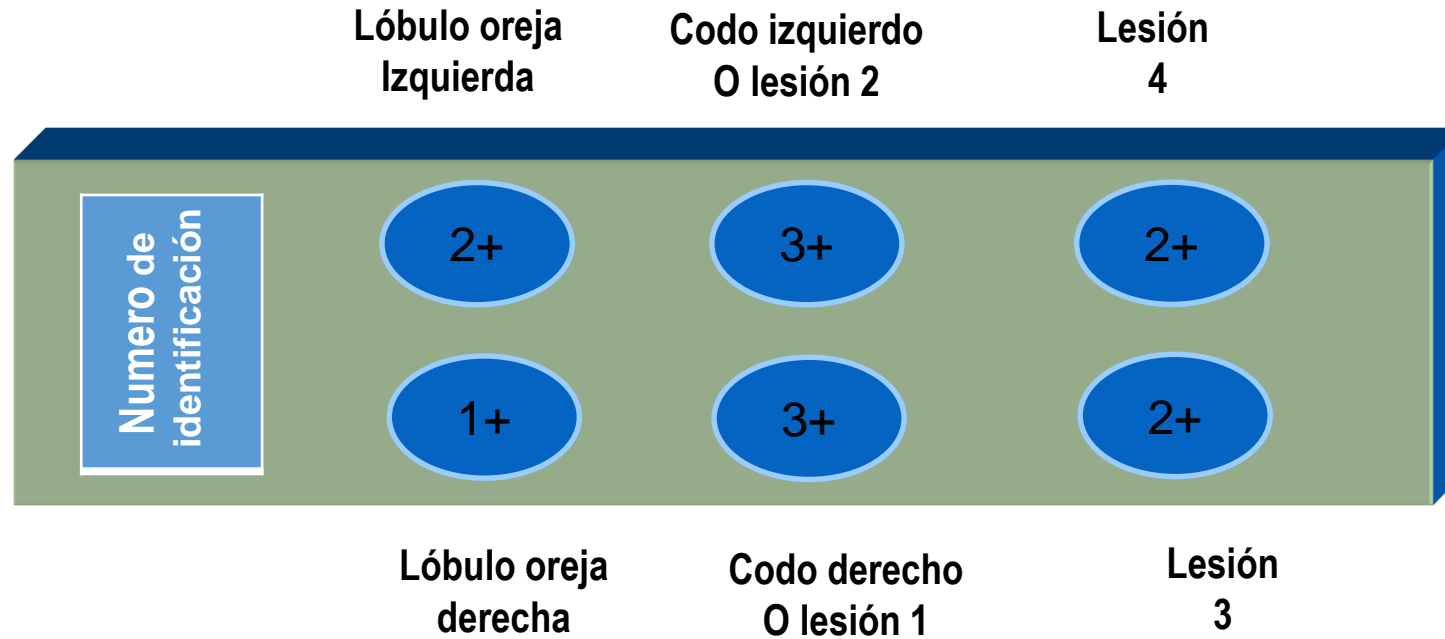 Lóbulo oreja
Izquierda
Codo izquierdo
O lesión 2
Lesión
4
Numero de
identificación
2+
3+
2+
1+
3+
2+
Lóbulo oreja
derecha
Codo derecho
O lesión 1
Lesión
3